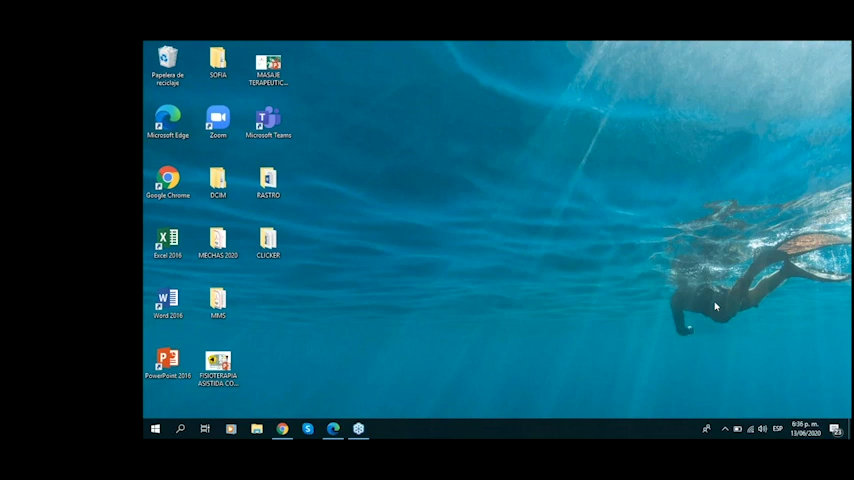 Papelera de
reciclaje
SOFIA
MASAJE
TERAPEUTIC...
Microsoft Edge
Zoom
Microsoft Teams
Google Chrome
DCIM
RASTRO
Excel 2016
MECHAS 2020
CLICKER
Word 2016
MMS
PowerPoint 2016
FISIOTERAPIA
ASISTIDA CO...
ESP
6:36 p. m.
13/06/2020